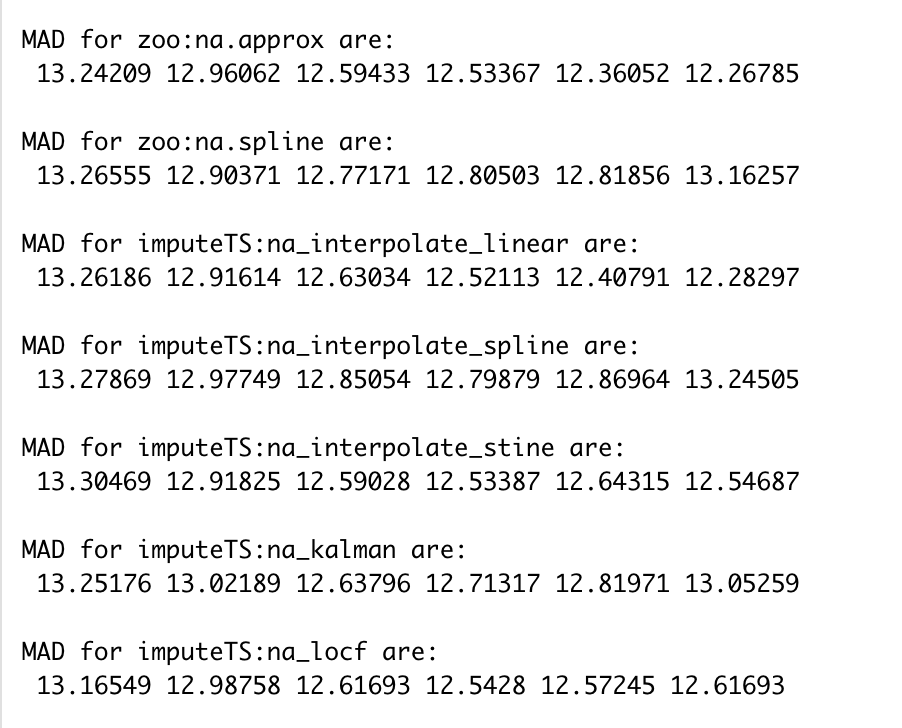 MAD for zoo:na.approx are:
13.24209 12.96062 12.59433 12.53367 12.36052 12.26785
MAD for zoo:na.spline are:
13.26555 12.90371 12.77171 12.80503 12.81856 13.16257
MAD for imputeTS:na_interpolate_linear are:
13.26186 12.91614 12.63034 12.52113 12.40791 12.28297
MAD for imputeTS:na_interpolate_spline are:
13.27869 12.97749 12.85054 12.79879 12.86964 13.24505
MAD for imputeTS:na_interpolate_stine are:
13.30469 12.91825 12.59028 12.53387 12.64315 12.54687
MAD for imputeTS:na_kalman are:
13.25176 13.02189 12.63796 12.71317 12.81971 13.05259
MAD for imputeTS:na_locf are:
13.16549 12.98758 12.61693 12.5428 12.57245 12.61693